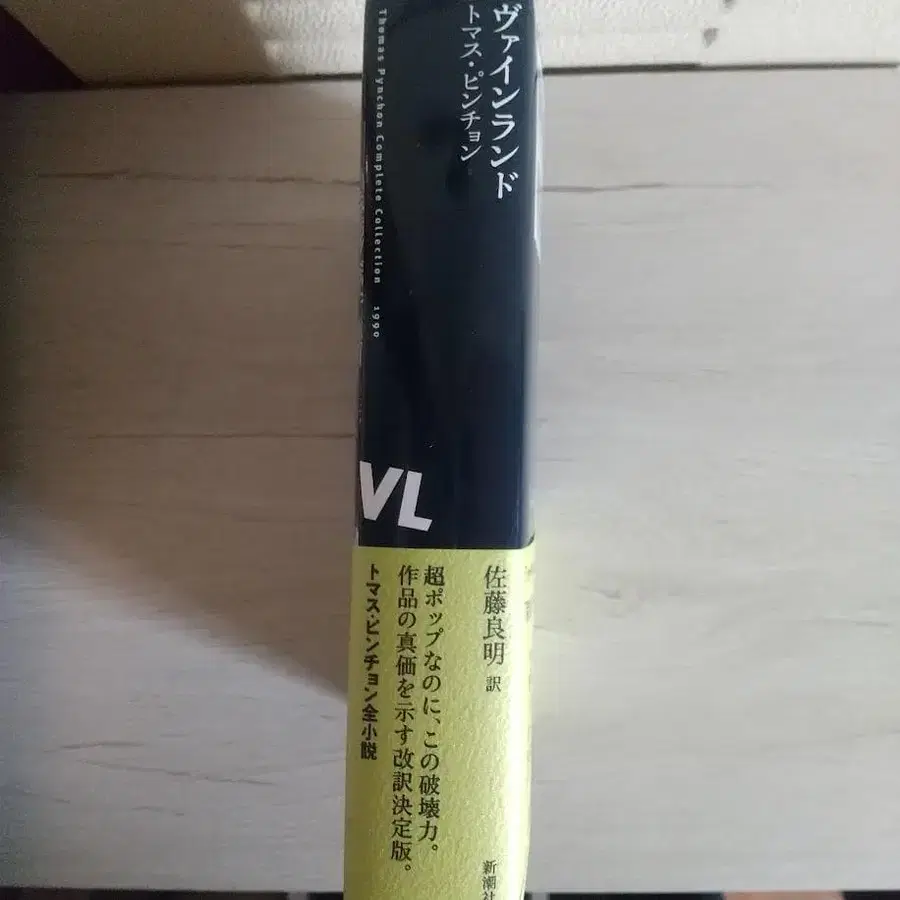 ヴァインランド
トマス・ピンチョン
Thomas Pynchon Complete Collection 1990
VL
佐藤良明 訳
超ポップなのに、この破壊力。
作品の真価を示す改訳決定版。
トマス・ピンチョン全小説
新潮社